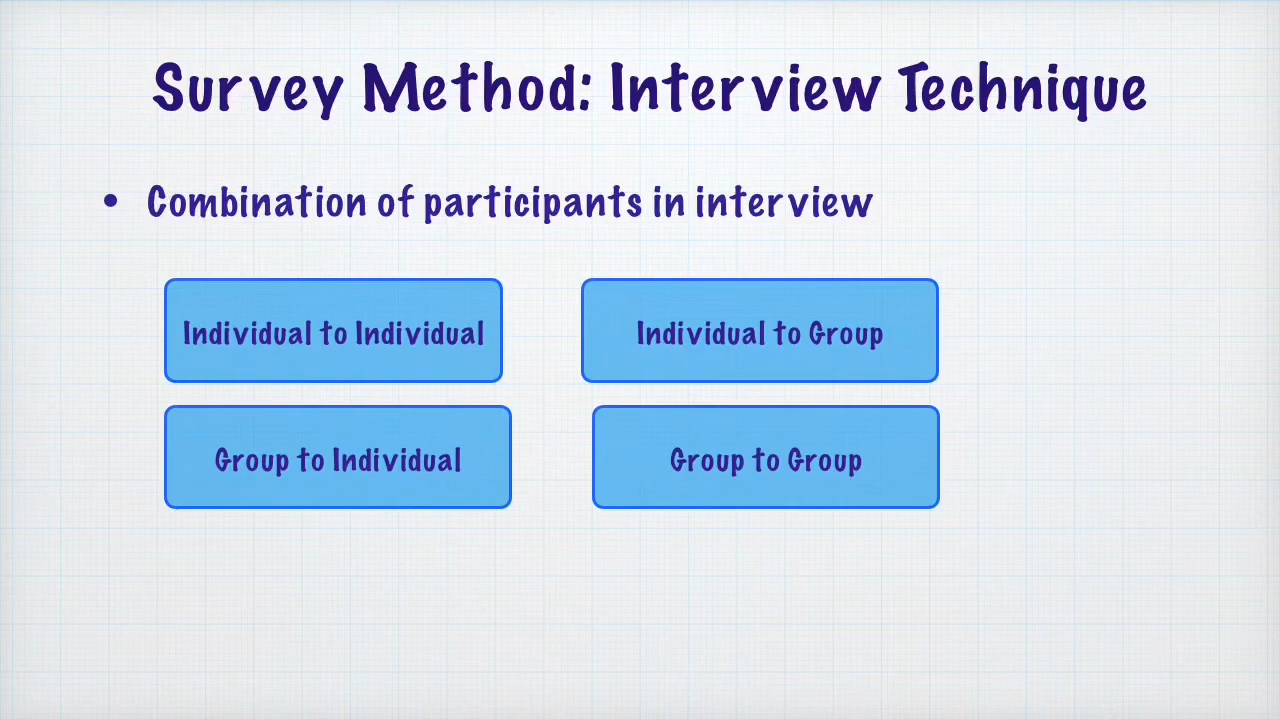 Survey Method: Interview Technique
• Combination of participants in interview
Individual to Individual
Individual to Group
Group to Individual
Group to Group